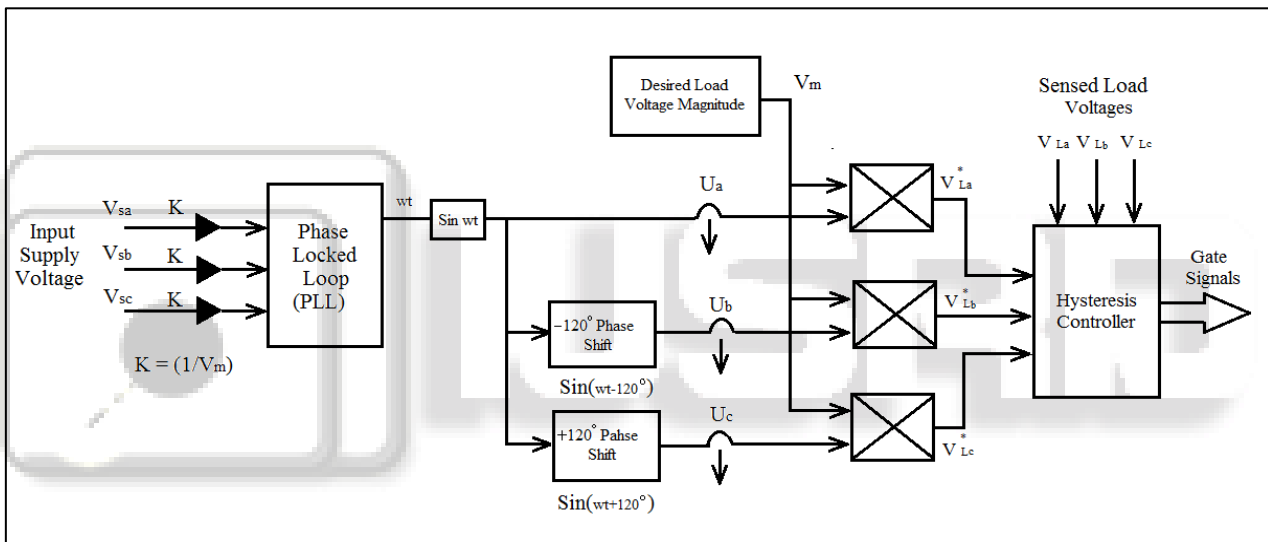 Input
Supply
Voltage
Vsa
K
Vsb
K
Vsc
K
K = (1/Vm)
Phase
Locked
Loop
(PLL)
wt
Sin wt
Desired Load
Voltage Magnitude
Vm
Ua
Ub
–120° Phase
Shift
Sin(wt-120°)
Uc
+120° Pahse
Shift
Sin(wt+120°)
V*La
V*Lb
V*Lc
Sensed Load
Voltages
V La V Lb V Lc
Hysteresis
Controller
Gate
Signals